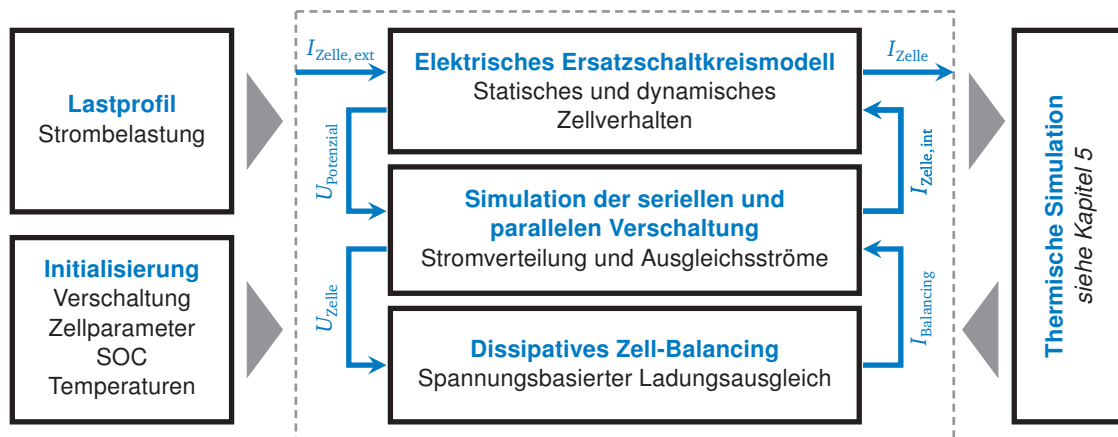 Lastprofil
Strombelastung
Initialisierung
Verschaltung
Zellparameter
SOC
Temperaturen
I_Zelle, ext
Elektrisches Ersatzschaltkreismodell
Statisches und dynamisches
Zellverhalten
I_Zelle
U_Potenzial
I_Zelle, int
Simulation der seriellen und
parallelen Verschaltung
Stromverteilung und Ausgleichsströme
U_Zelle
I_Balancing
Dissipatives Zell-Balancing
Spannungsbasierter Ladungsausgleich
Thermische Simulation
siehe Kapitel 5